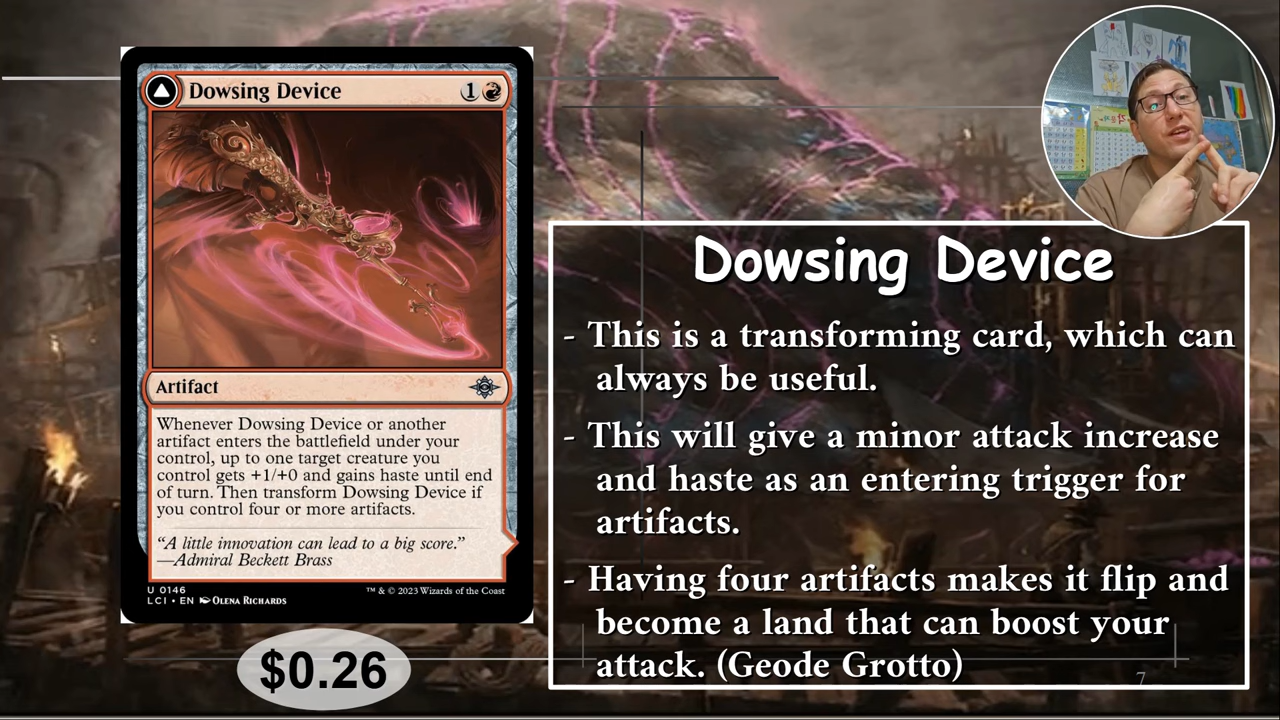 Dowsing Device 1
Artifact
Whenever Dowsing Device or another
artifact enters the battlefield under your
control, up to one target creature you
control gets +1/+0 and gains haste until end
of turn. Then transform Dowsing Device if
you control four or more artifacts.
“A little innovation can lead to a big score.”
—Admiral Beckett Brass
U 0146
LCI • EN Olena Richards
™ & © 2023 Wizards of the Coast
$0.26
Dowsing Device
- This is a transforming card, which can
always be useful.
- This will give a minor attack increase
and haste as an entering trigger for
artifacts.
- Having four artifacts makes it flip and
become a land that can boost your
attack. (Geode Grotto)
7